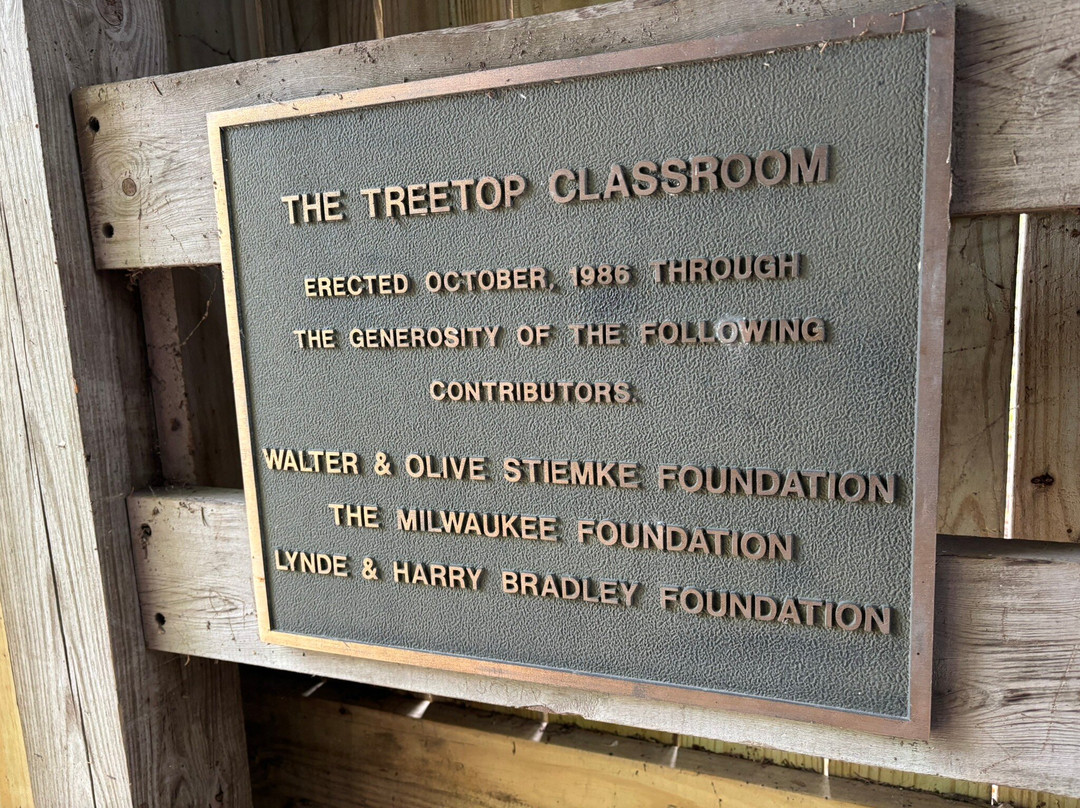 THE TREETOP CLASSROOM
ERECTED OCTOBER, 1986 THROUGH
THE GENEROSITY OF THE FOLLOWING
CONTRIBUTORS.
WALTER & OLIVE STIEMKE FOUNDATION
THE MILWAUKEE FOUNDATION
LYNDE & HARRY BRADLEY FOUNDATION